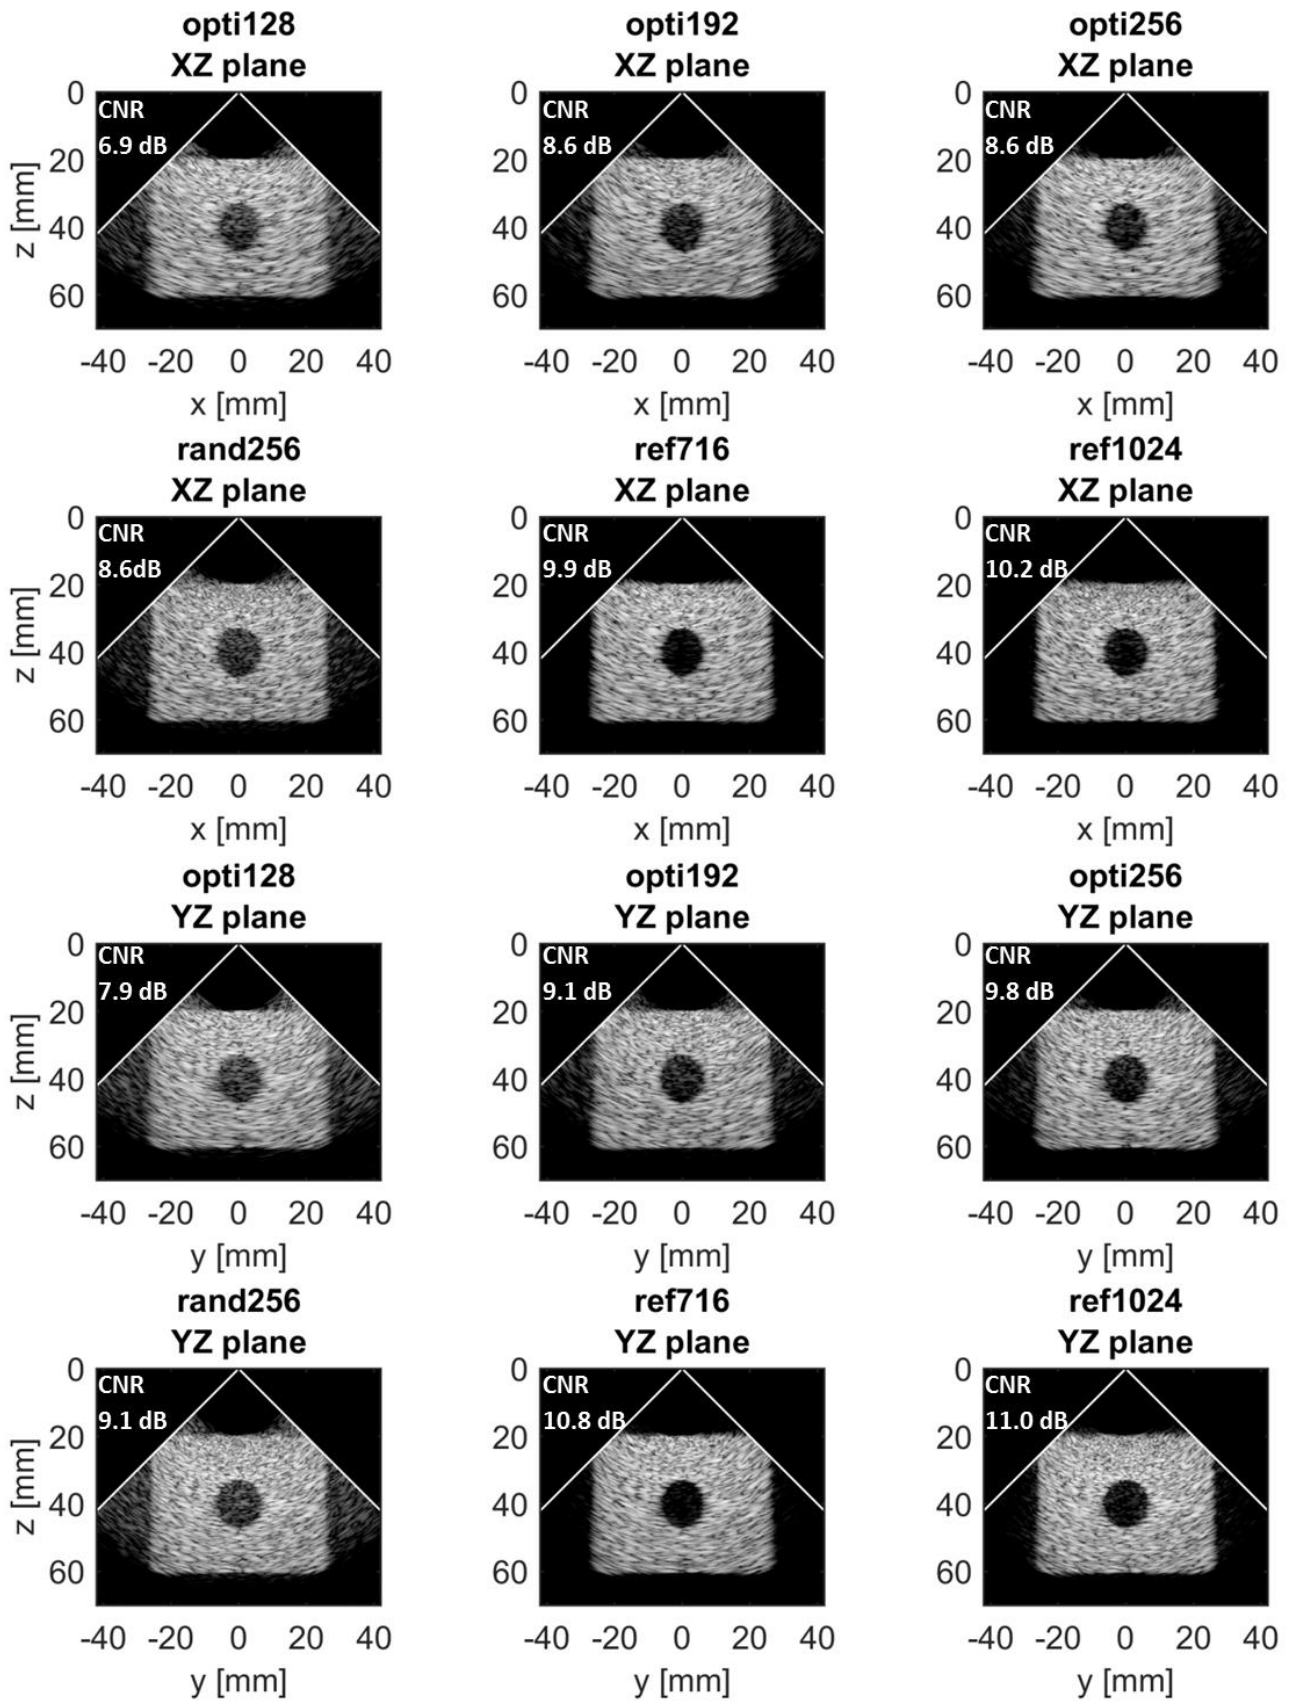 opti128
XZ plane
opti192
XZ plane
opti256
XZ plane
CNR
6.9 dB
CNR
8.6 dB
CNR
8.6 dB
0
20
40
60
z [mm]
-40 -20 0 20 40
x [mm]
0
20
40
60
-40 -20 0 20 40
x [mm]
0
20
40
60
-40 -20 0 20 40
x [mm]
rand256
XZ plane
ref716
XZ plane
ref1024
XZ plane
CNR
8.6dB
CNR
9.9 dB
CNR
10.2 dB
0
20
40
60
z [mm]
-40 -20 0 20 40
x [mm]
0
20
40
60
-40 -20 0 20 40
x [mm]
0
20
40
60
-40 -20 0 20 40
x [mm]
opti128
YZ plane
opti192
YZ plane
opti256
YZ plane
CNR
7.9 dB
CNR
9.1 dB
CNR
9.8 dB
0
20
40
60
z [mm]
-40 -20 0 20 40
y [mm]
0
20
40
60
-40 -20 0 20 40
y [mm]
0
20
40
60
-40 -20 0 20 40
y [mm]
rand256
YZ plane
ref716
YZ plane
ref1024
YZ plane
CNR
9.1 dB
CNR
10.8 dB
CNR
11.0 dB
0
20
40
60
z [mm]
-40 -20 0 20 40
y [mm]
0
20
40
60
-40 -20 0 20 40
y [mm]
0
20
40
60
-40 -20 0 20 40
y [mm]